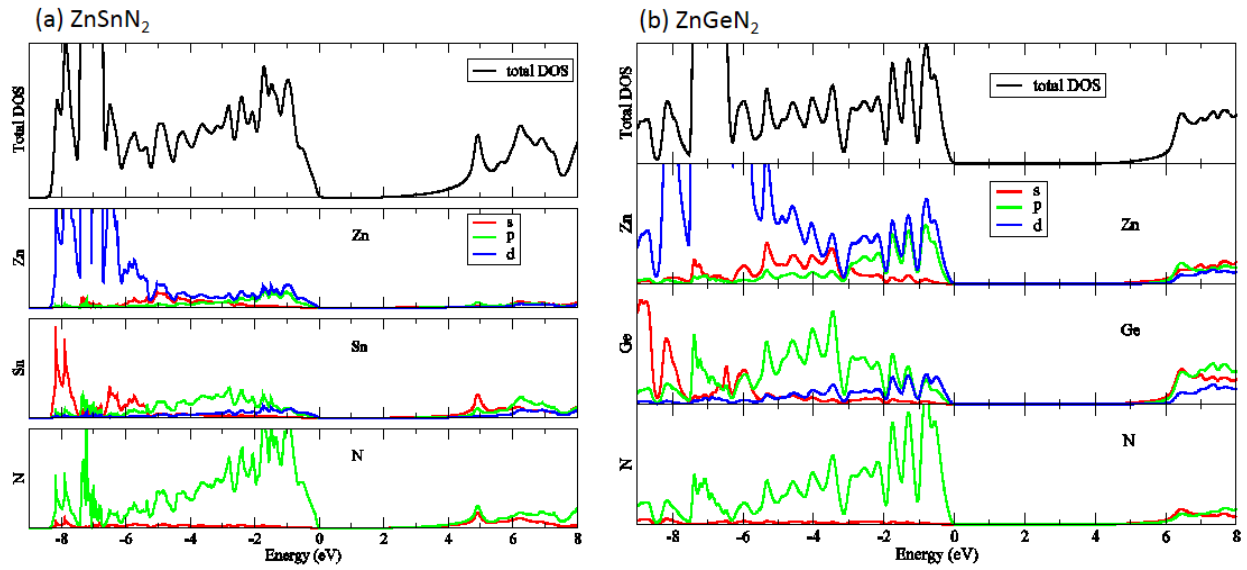 (a) ZnSnN2
Total DOS
total DOS
Zn
s
p
d
Zn
Sn
Sn
N
N
-8 -6 -4 -2 0 2 4 6 8
Energy (eV)
(b) ZnGeN2
Total DOS
total DOS
Zn
s
p
d
Zn
Ge
Ge
N
N
-8 -6 -4 -2 0 2 4 6 8
Energy (eV)